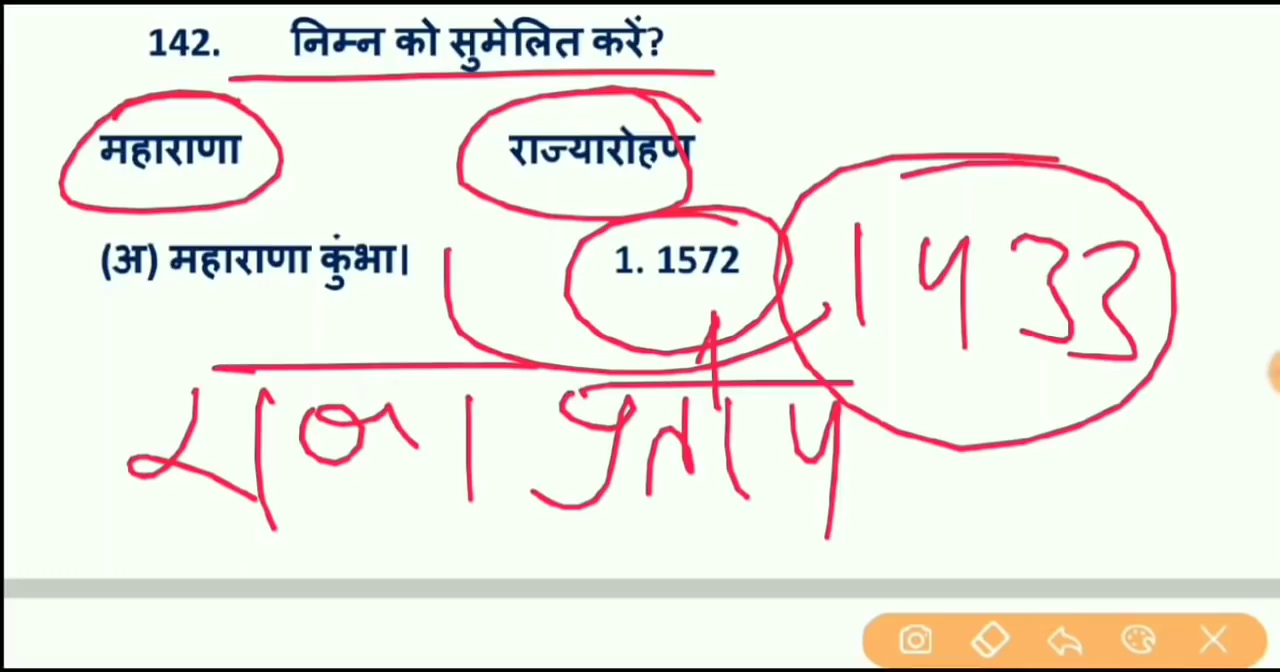 142. निम्न को सुमेलित करें?
महाराणा राज्यारोहण
(अ) महाराणा कुंभा। 1. 1572
1433
राणा प्रताप